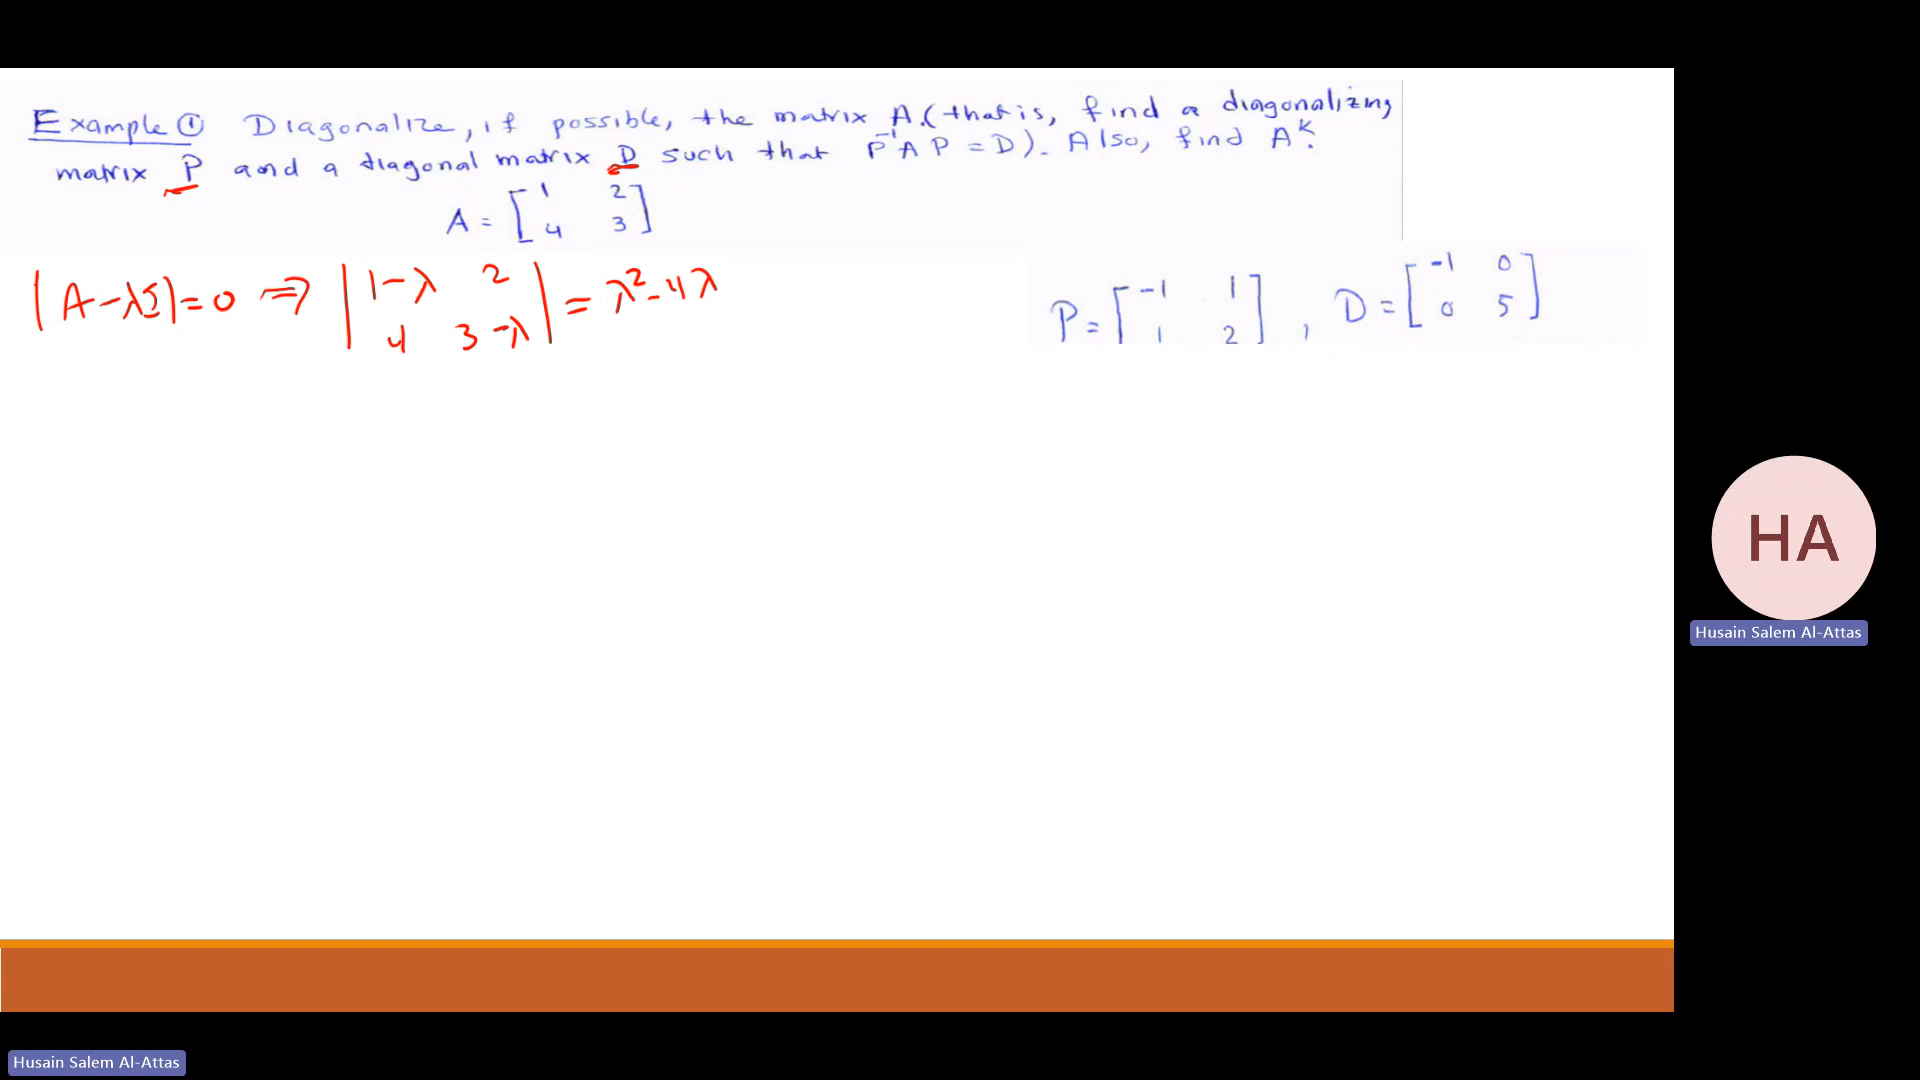 Example ① Diagonalize, if possible, the matrix A. (that is, find a diagonalizing
matrix P and a diagonal matrix D such that P⁻¹AP = D). Also, find Aᴷ.
A = [1 2; 4 3]
|A-λI|=0 ⇒ |1-λ 2; 4 3-λ| = λ²-4λ
P = [-1 1; 1 2], D = [-1 0; 0 5]
HA
Husain Salem Al-Attas
Husain Salem Al-Attas